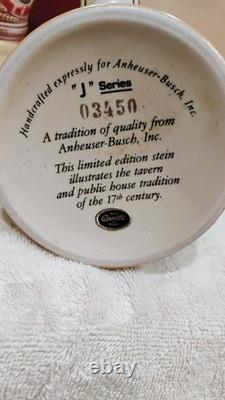 Handcrafted expressly for Anheuser-Busch, Inc.
"J" Series
03450
A tradition of quality from
Anheuser-Busch, Inc.
This limited edition stein
illustrates the tavern
and public house tradition
of the 17th century.